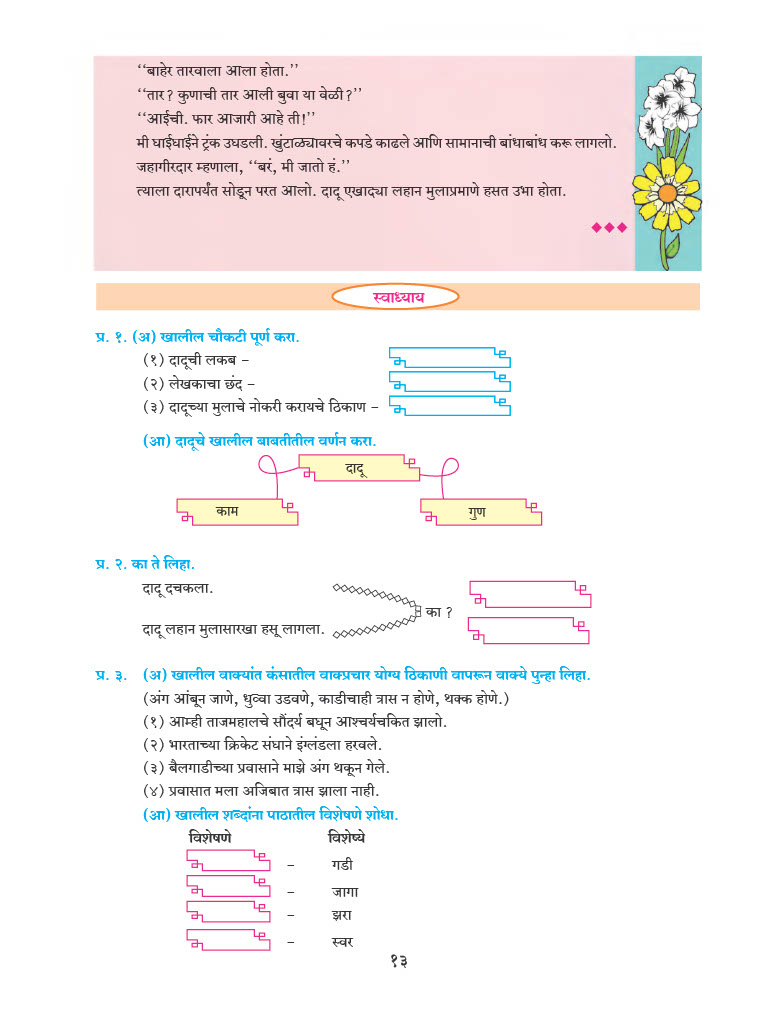 ‘‘बाहेर तारवाला आला होता.’’
‘‘तार? कुणाची तार आली बुवा या वेळी?’’
‘‘आईची. फार आजारी आहे ती!’’
मी घाईघाईने ट्रंक उघडली. खुंटाळ्यावरचे कपडे काढले आणि सामानाची बांधाबांध करू लागलो.
जहागीरदार म्हणाला, ‘‘बरं, मी जातो हं.’’
त्याला दारापर्यंत सोडून परत आलो. दादू एखाद्या लहान मुलाप्रमाणे हसत उभा होता.
स्वाध्याय
प्र. १. (अ) खालील चौकटी पूर्ण करा.
(१) दादूची लकब –
(२) लेखकाचा छंद –
(३) दादूच्या मुलाचे नोकरी करायचे ठिकाण –
(आ) दादूचे खालील बाबतीतील वर्णन करा.
दादू
काम
गुण
प्र. २. का ते लिहा.
दादू दचकला.
का ?
दादू लहान मुलासारखा हसू लागला.
प्र. ३. (अ) खालील वाक्यांत कंसातील वाक्प्रचार योग्य ठिकाणी वापरून वाक्ये पुन्हा लिहा.
(अंग आंबून जाणे, धुव्वा उडवणे, काडीचाही त्रास न होणे, थक्क होणे.)
(१) आम्ही ताजमहालचे सौंदर्य बघून आश्चर्यचकित झालो.
(२) भारताच्या क्रिकेट संघाने इंग्लंडला हरवले.
(३) बैलगाडीच्या प्रवासाने माझे अंग थकून गेले.
(४) प्रवासात मला अजिबात त्रास झाला नाही.
(आ) खालील शब्दांना पाठातील विशेषणे शोधा.
विशेषणे विशेष्ये
– गडी
– जागा
– झरा
– स्वर
१३